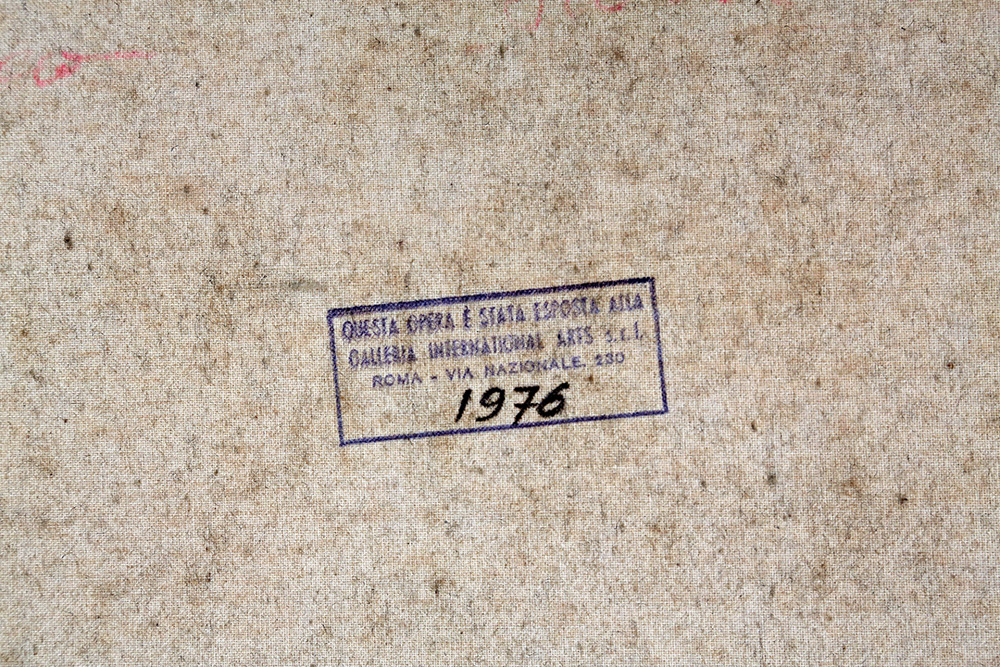 QUESTA OPERA È STATA ESPOSTA ALLA
GALLERIA INTERNATIONAL ARTS S.r.l.
ROMA - VIA NAZIONALE, 230
1976